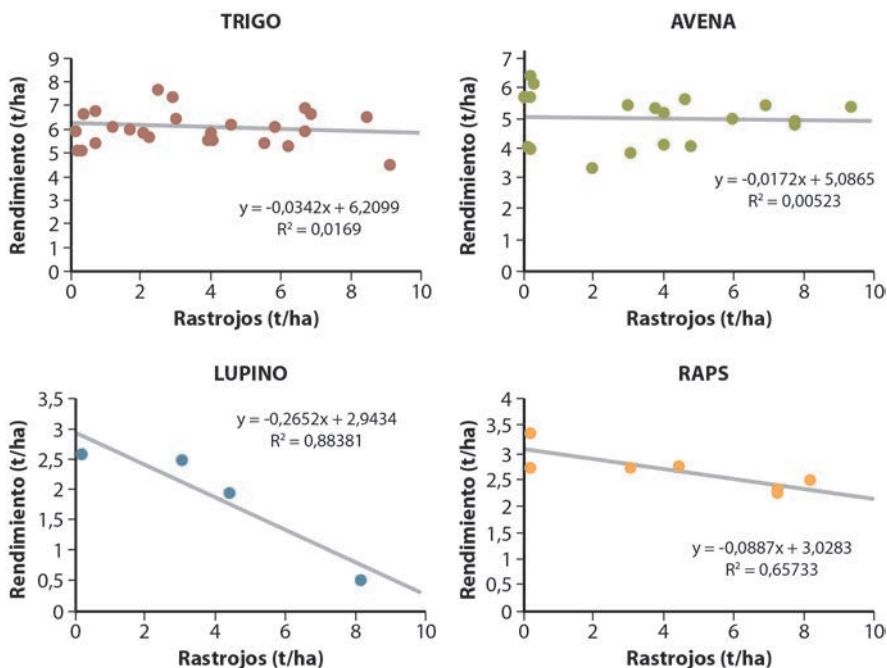 TRIGO
Rendimiento (t/ha)
9
8
7
6
5
4
3
2
1
0
y = -0,0342x + 6,2099
R² = 0,0169
0 2 4 6 8 10
Rastrojos (t/ha)
AVENA
Rendimiento (t/ha)
7
6
5
4
3
2
1
0
y = -0,0172x + 5,0865
R² = 0,00523
0 2 4 6 8 10
Rastrojos (t/ha)
LUPINO
Rendimiento (t/ha)
3,5
3
2,5
2
1,5
1
0,5
0
y = -0,2652x + 2,9434
R² = 0,88381
0 2 4 6 8 10
Rastrojos (t/ha)
RAPS
Rendimiento (t/ha)
4
3,5
3
2,5
2
1,5
1
0,5
0
y = -0,0887x + 3,0283
R² = 0,65733
0 2 4 6 8 10
Rastrojos (t/ha)